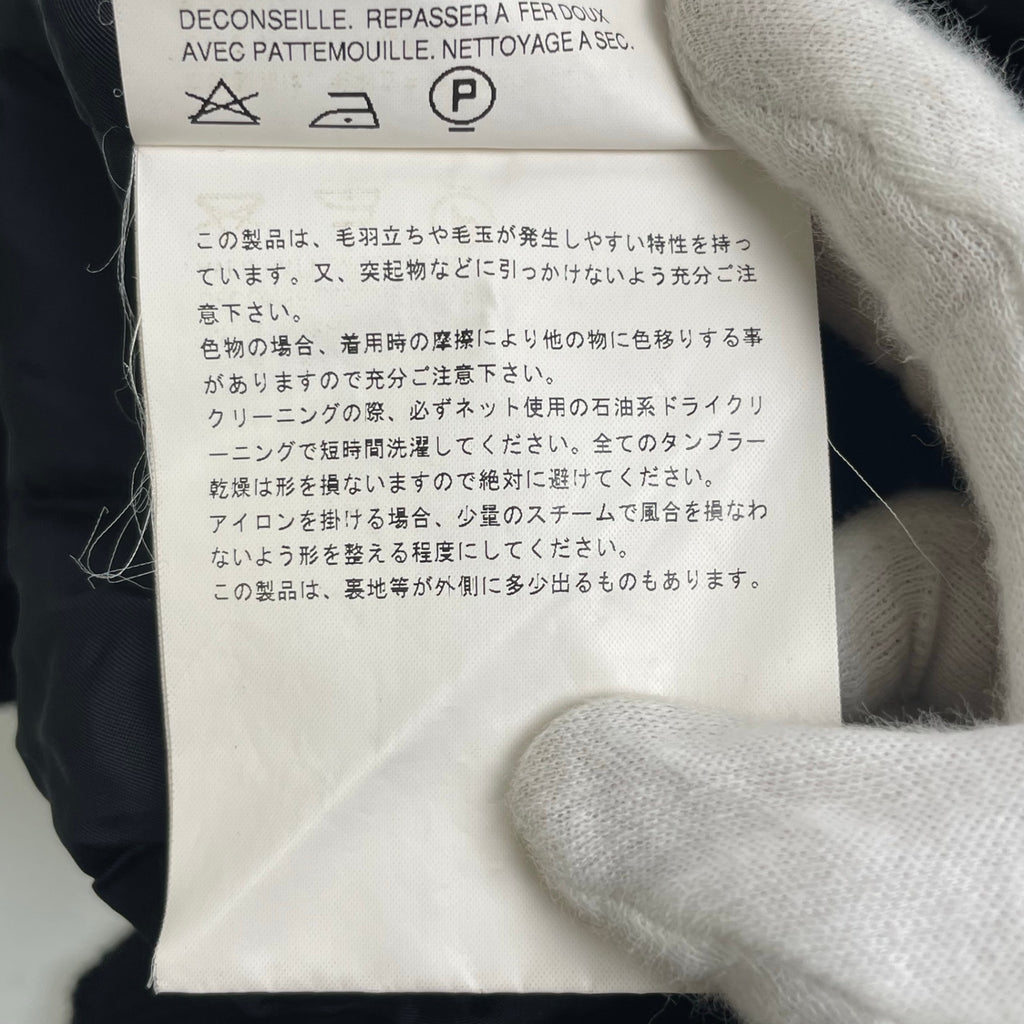 DECONSEILLE. REPASSER A FER DOUX
AVEC PATTEMOUILLE. NETTOYAGE A SEC.
P
この製品は、毛羽立ちや毛玉が発生しやすい特性を持っ
ています。又、突起物などに引っかけないよう充分ご注
意下さい。
色物の場合、着用時の摩擦により他の物に色移りする事
がありますので充分ご注意下さい。
クリーニングの際、必ずネット使用の石油系ドライクリ
ーニングで短時間洗濯してください。全てのタンブラー
乾燥は形を損ないますので絶対に避けてください。
アイロンを掛ける場合、少量のスチームで風合を損なわ
ないよう形を整える程度にしてください。
この製品は、裏地等が外側に多少出るものもあります。